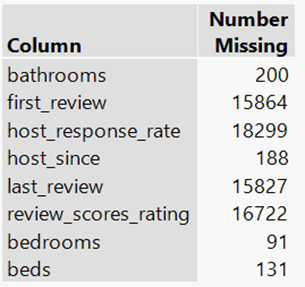 Column Number Missing
bathrooms 200
first_review 15864
host_response_rate 18299
host_since 188
last_review 15827
review_scores_rating 16722
bedrooms 91
beds 131